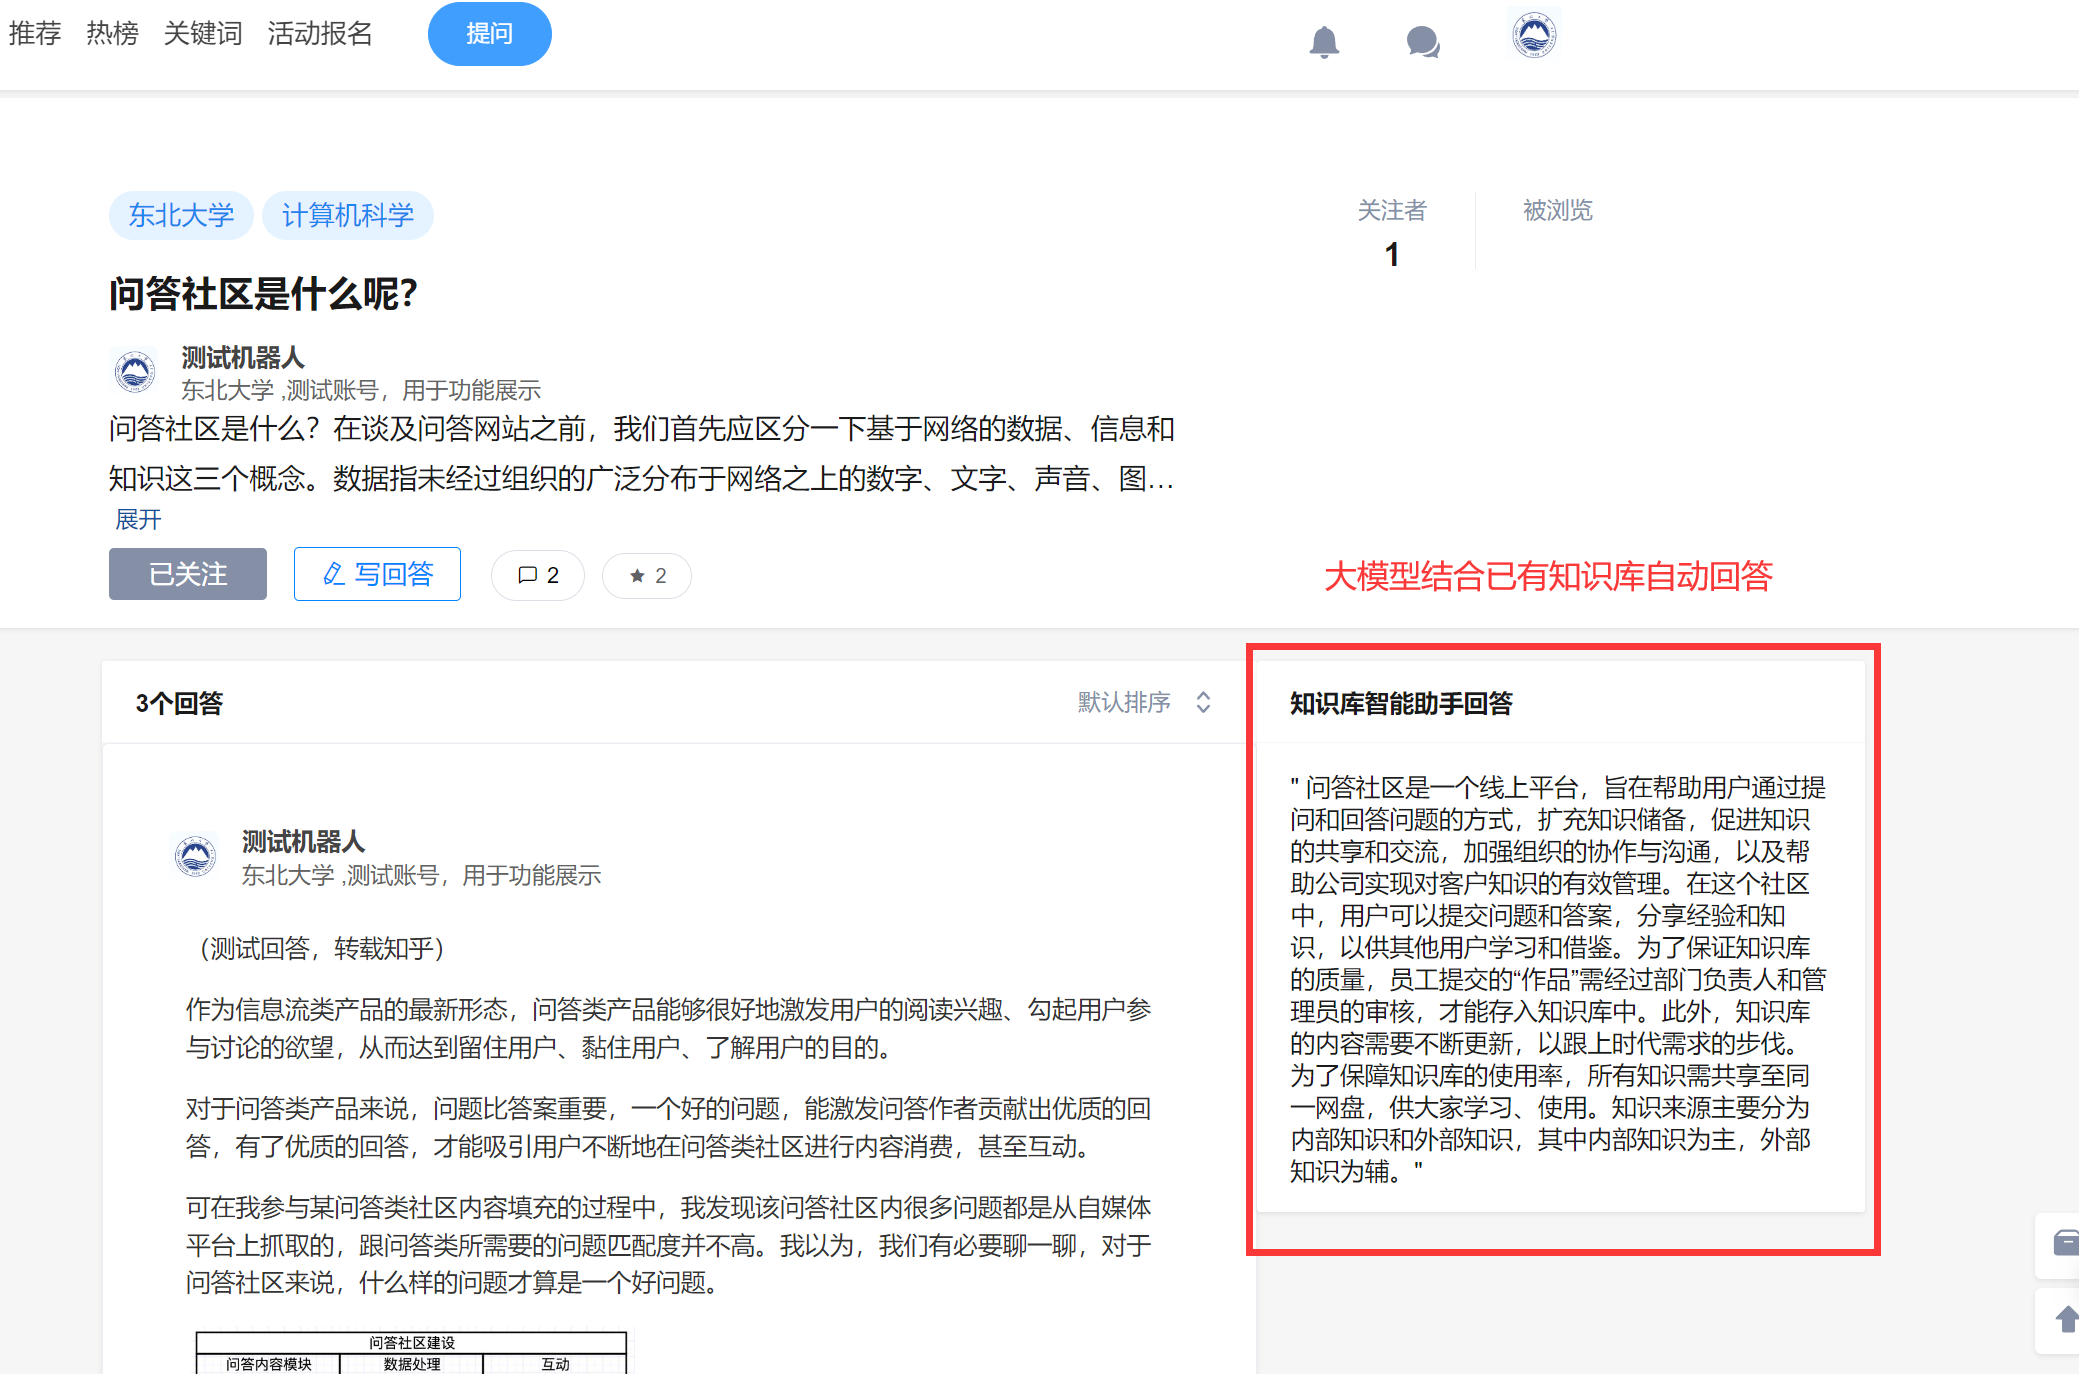 推荐 热榜 关键词 活动报名 提问
东北大学 计算机科学
关注者 被浏览
1
问答社区是什么呢?
测试机器人
东北大学 ,测试账号，用于功能展示
问答社区是什么？在谈及问答网站之前，我们首先应区分一下基于网络的数据、信息和
知识这三个概念。数据指未经过组织的广泛分布于网络之上的数字、文字、声音、图...
展开
已关注 写回答 2 2
大模型结合已有知识库自动回答
3个回答 默认排序
测试机器人
东北大学 ,测试账号，用于功能展示
（测试回答，转载知乎）
作为信息流类产品的最新形态，问答类产品能够很好地激发用户的阅读兴趣、勾起用户参
与讨论的欲望，从而达到留住用户、黏住用户、了解用户的目的。
对于问答类产品来说，问题比答案重要，一个好的问题，能激发问答作者贡献出优质的回
答，有了优质的回答，才能吸引用户不断地在问答类社区进行内容消费，甚至互动。
可在我参与某问答类社区内容填充的过程中，我发现该问答社区内很多问题都是从自媒体
平台上抓取的，跟问答类所需要的问题匹配度并不高。我以为，我们有必要聊一聊，对于
问答社区来说，什么样的问题才算是一个好问题。
问答社区建设
问答内容模块 数据处理 互动
知识库智能助手回答
" 问答社区是一个线上平台，旨在帮助用户通过提
问和回答问题的方式，扩充知识储备，促进知识
的共享和交流，加强组织的协作与沟通，以及帮
助公司实现对客户知识的有效管理。在这个社区
中，用户可以提交问题和答案，分享经验和知
识，以供其他用户学习和借鉴。为了保证知识库
的质量，员工提交的“作品”需经过部门负责人和管
理员的审核，才能存入知识库中。此外，知识库
的内容需要不断更新，以跟上时代需求的步伐。
为了保障知识库的使用率，所有知识需共享至同
一网盘，供大家学习、使用。知识来源主要分为
内部知识和外部知识，其中内部知识为主，外部
知识为辅。"